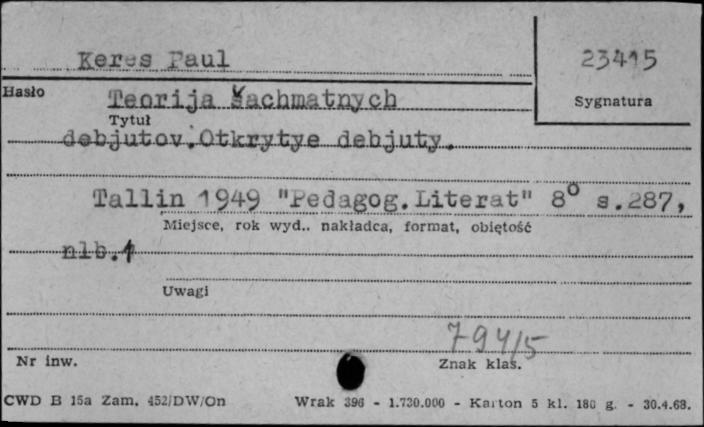 Keres Paul
23415
Hasło
Teorija šachmatnych
Sygnatura
Tytuł
debjutov.Otkrytye debjuty.
Tallin 1949 "Pedagog.Literat" 8° s.287,
Miejsce, rok wyd., nakładca, format, objętość
nlb.1
Uwagi
794/5
Nr inw.
Znak klas.
CWD B 15a Zam. 452/DW/On
Wrak 396 - 1.730.000 - Karton 5 kl. 180 g. - 30.4.68.